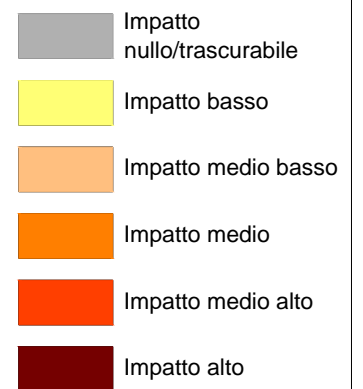 Impatto
nullo/trascurabile
Impatto basso
Impatto medio basso
Impatto medio
Impatto medio alto
Impatto alto